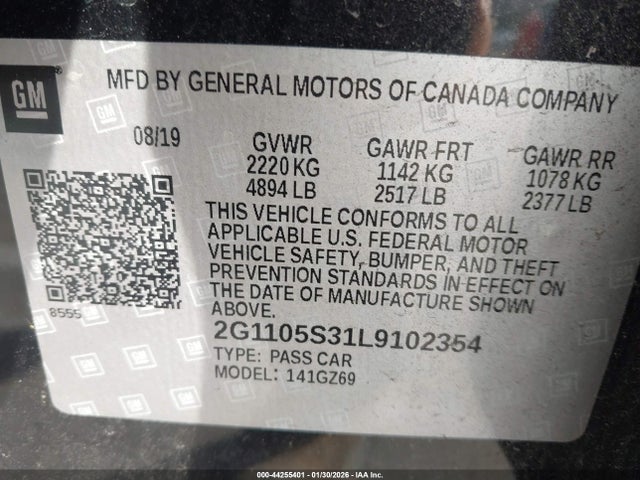 GM
MFD BY GENERAL MOTORS OF CANADA COMPANY
08/19
GVWR
2220 KG
4894 LB
GAWR FRT
1142 KG
2517 LB
GAWR RR
1078 KG
2377 LB
THIS VEHICLE CONFORMS TO ALL
APPLICABLE U.S. FEDERAL MOTOR
VEHICLE SAFETY, BUMPER, AND THEFT
PREVENTION STANDARDS IN EFFECT ON
THE DATE OF MANUFACTURE SHOWN
ABOVE.
8555
2G1105S31L9102354
TYPE: PASS CAR
MODEL: 141GZ69
000-44255401 - 01/30/2026 - IAA Inc.